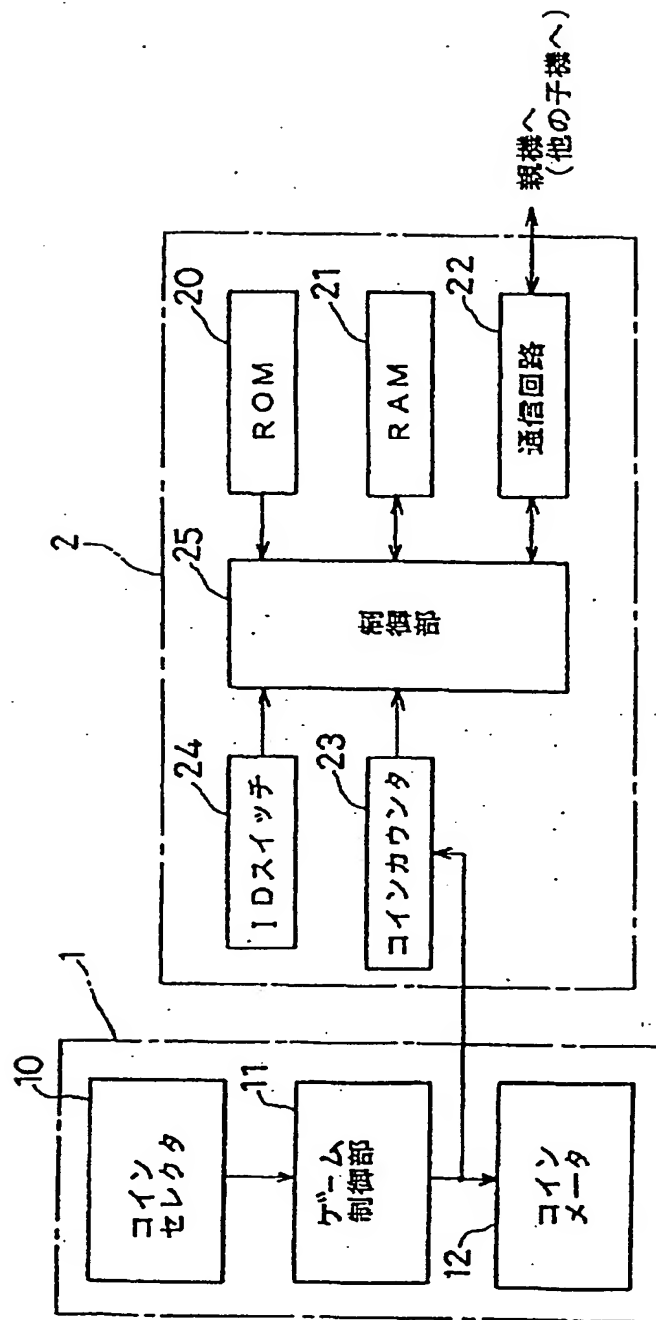 1
10
コイン
セレクタ
11
ゲーム
制御部
12
コイン
メータ
2
24
IDスイッチ
23
コインカウンタ
25
制御部
20
ROM
21
RAM
22
通信回路
親機へ
(他の子機へ)